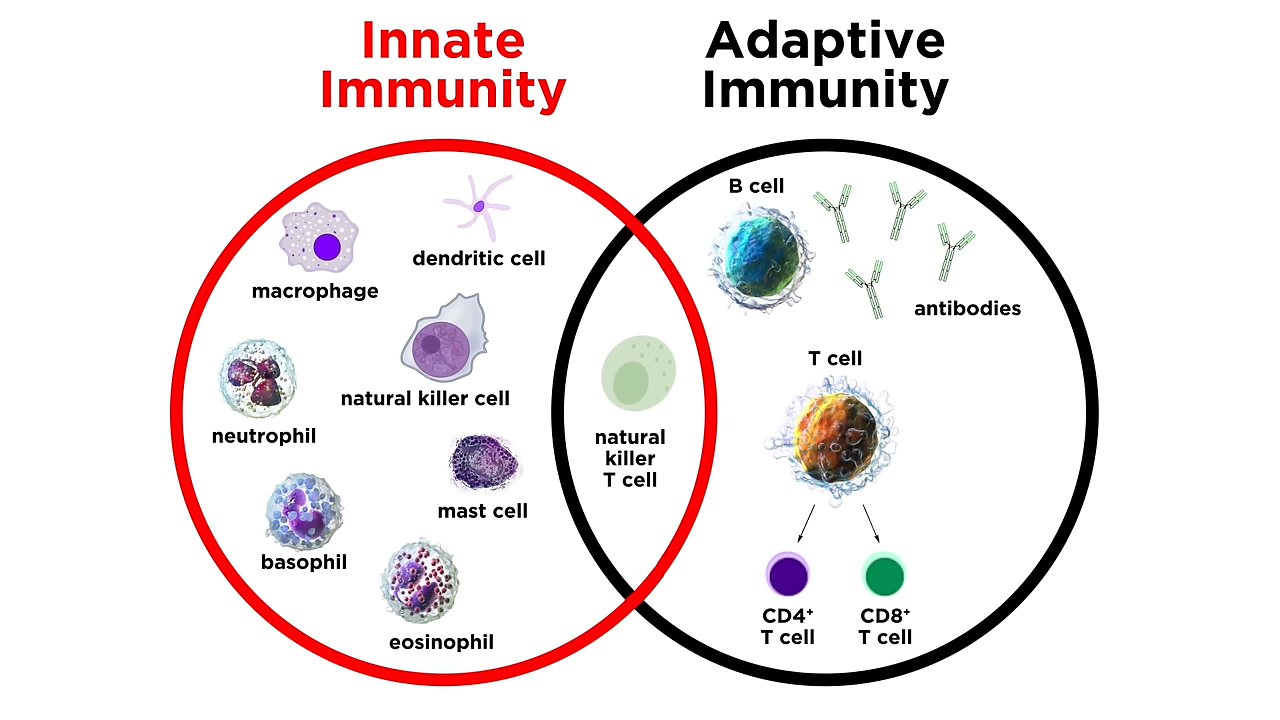 Innate
Immunity
Adaptive
Immunity
dendritic cell
macrophage
natural killer cell
neutrophil
mast cell
basophil
eosinophil
natural
killer
T cell
B cell
antibodies
T cell
CD4⁺
T cell
CD8⁺
T cell